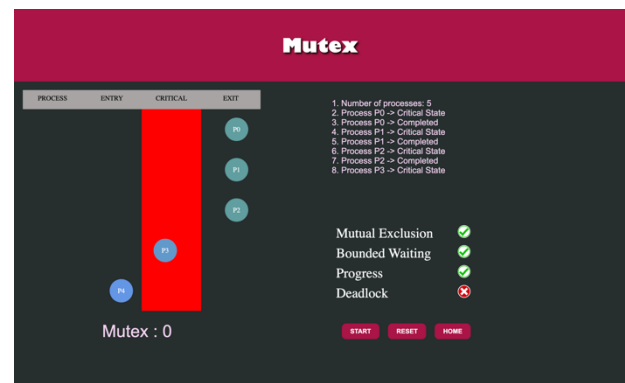 Mutex
PROCESS ENTRY CRITICAL EXIT
P0
P1
P2
P3
P4
Mutex : 0
1. Number of processes: 5
2. Process P0 -> Critical State
3. Process P0 -> Completed
4. Process P1 -> Critical State
5. Process P1 -> Completed
6. Process P2 -> Critical State
7. Process P2 -> Completed
8. Process P3 -> Critical State
Mutual Exclusion
Bounded Waiting
Progress
Deadlock
START RESET HOME